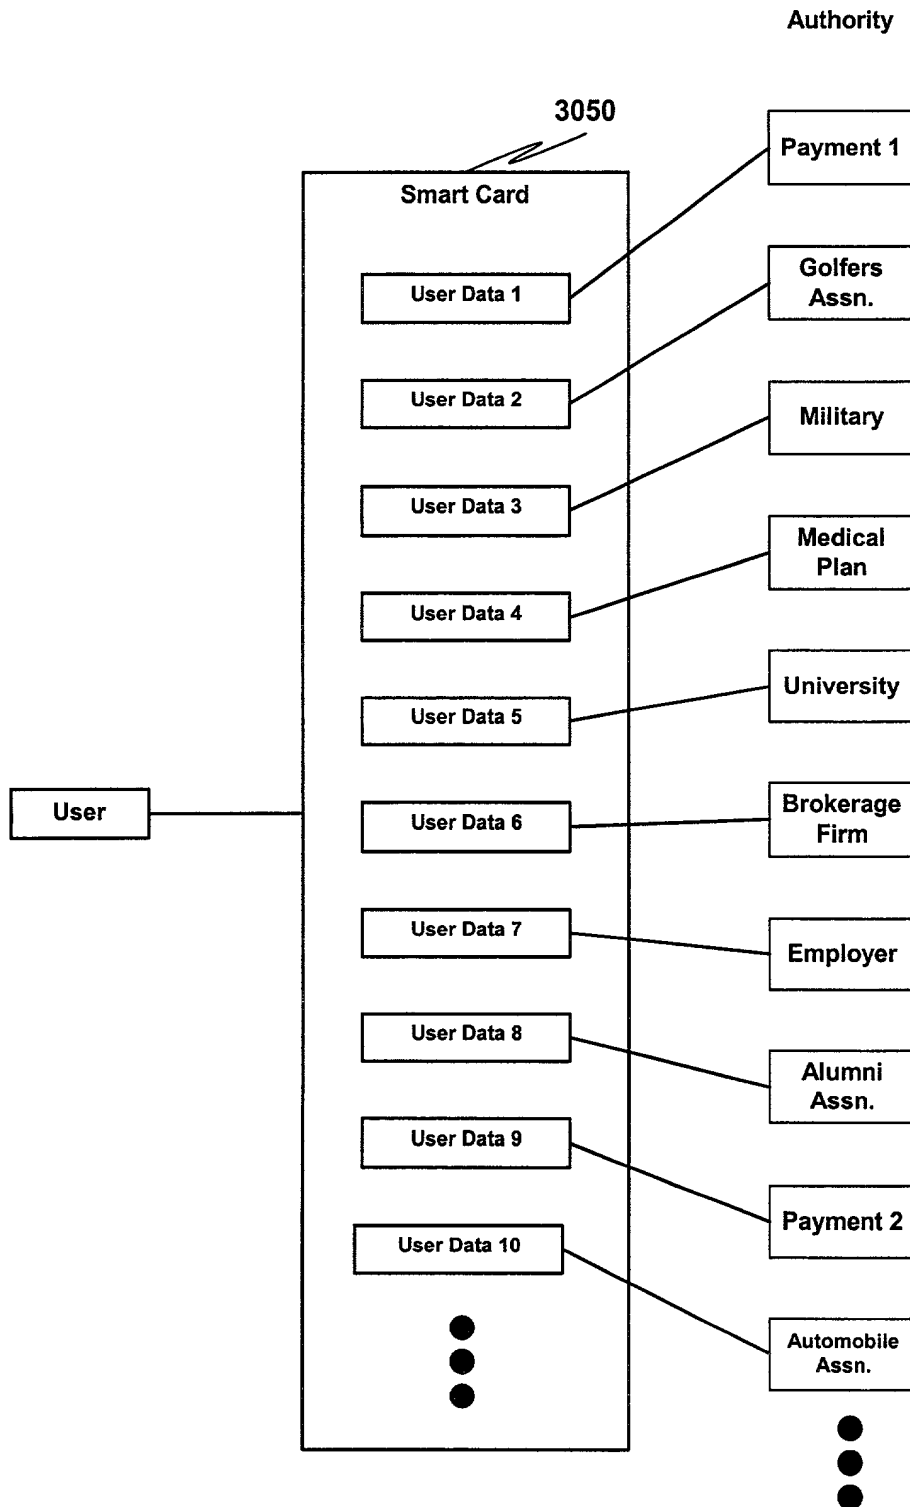 Authority
3050
Smart Card
Payment 1
User Data 1
Golfers
Assn.
User Data 2
Military
User Data 3
Medical
Plan
User Data 4
University
User Data 5
User
Brokerage
Firm
User Data 6
User Data 7
Employer
User Data 8
Alumni
Assn.
User Data 9
Payment 2
User Data 10
Automobile
Assn.